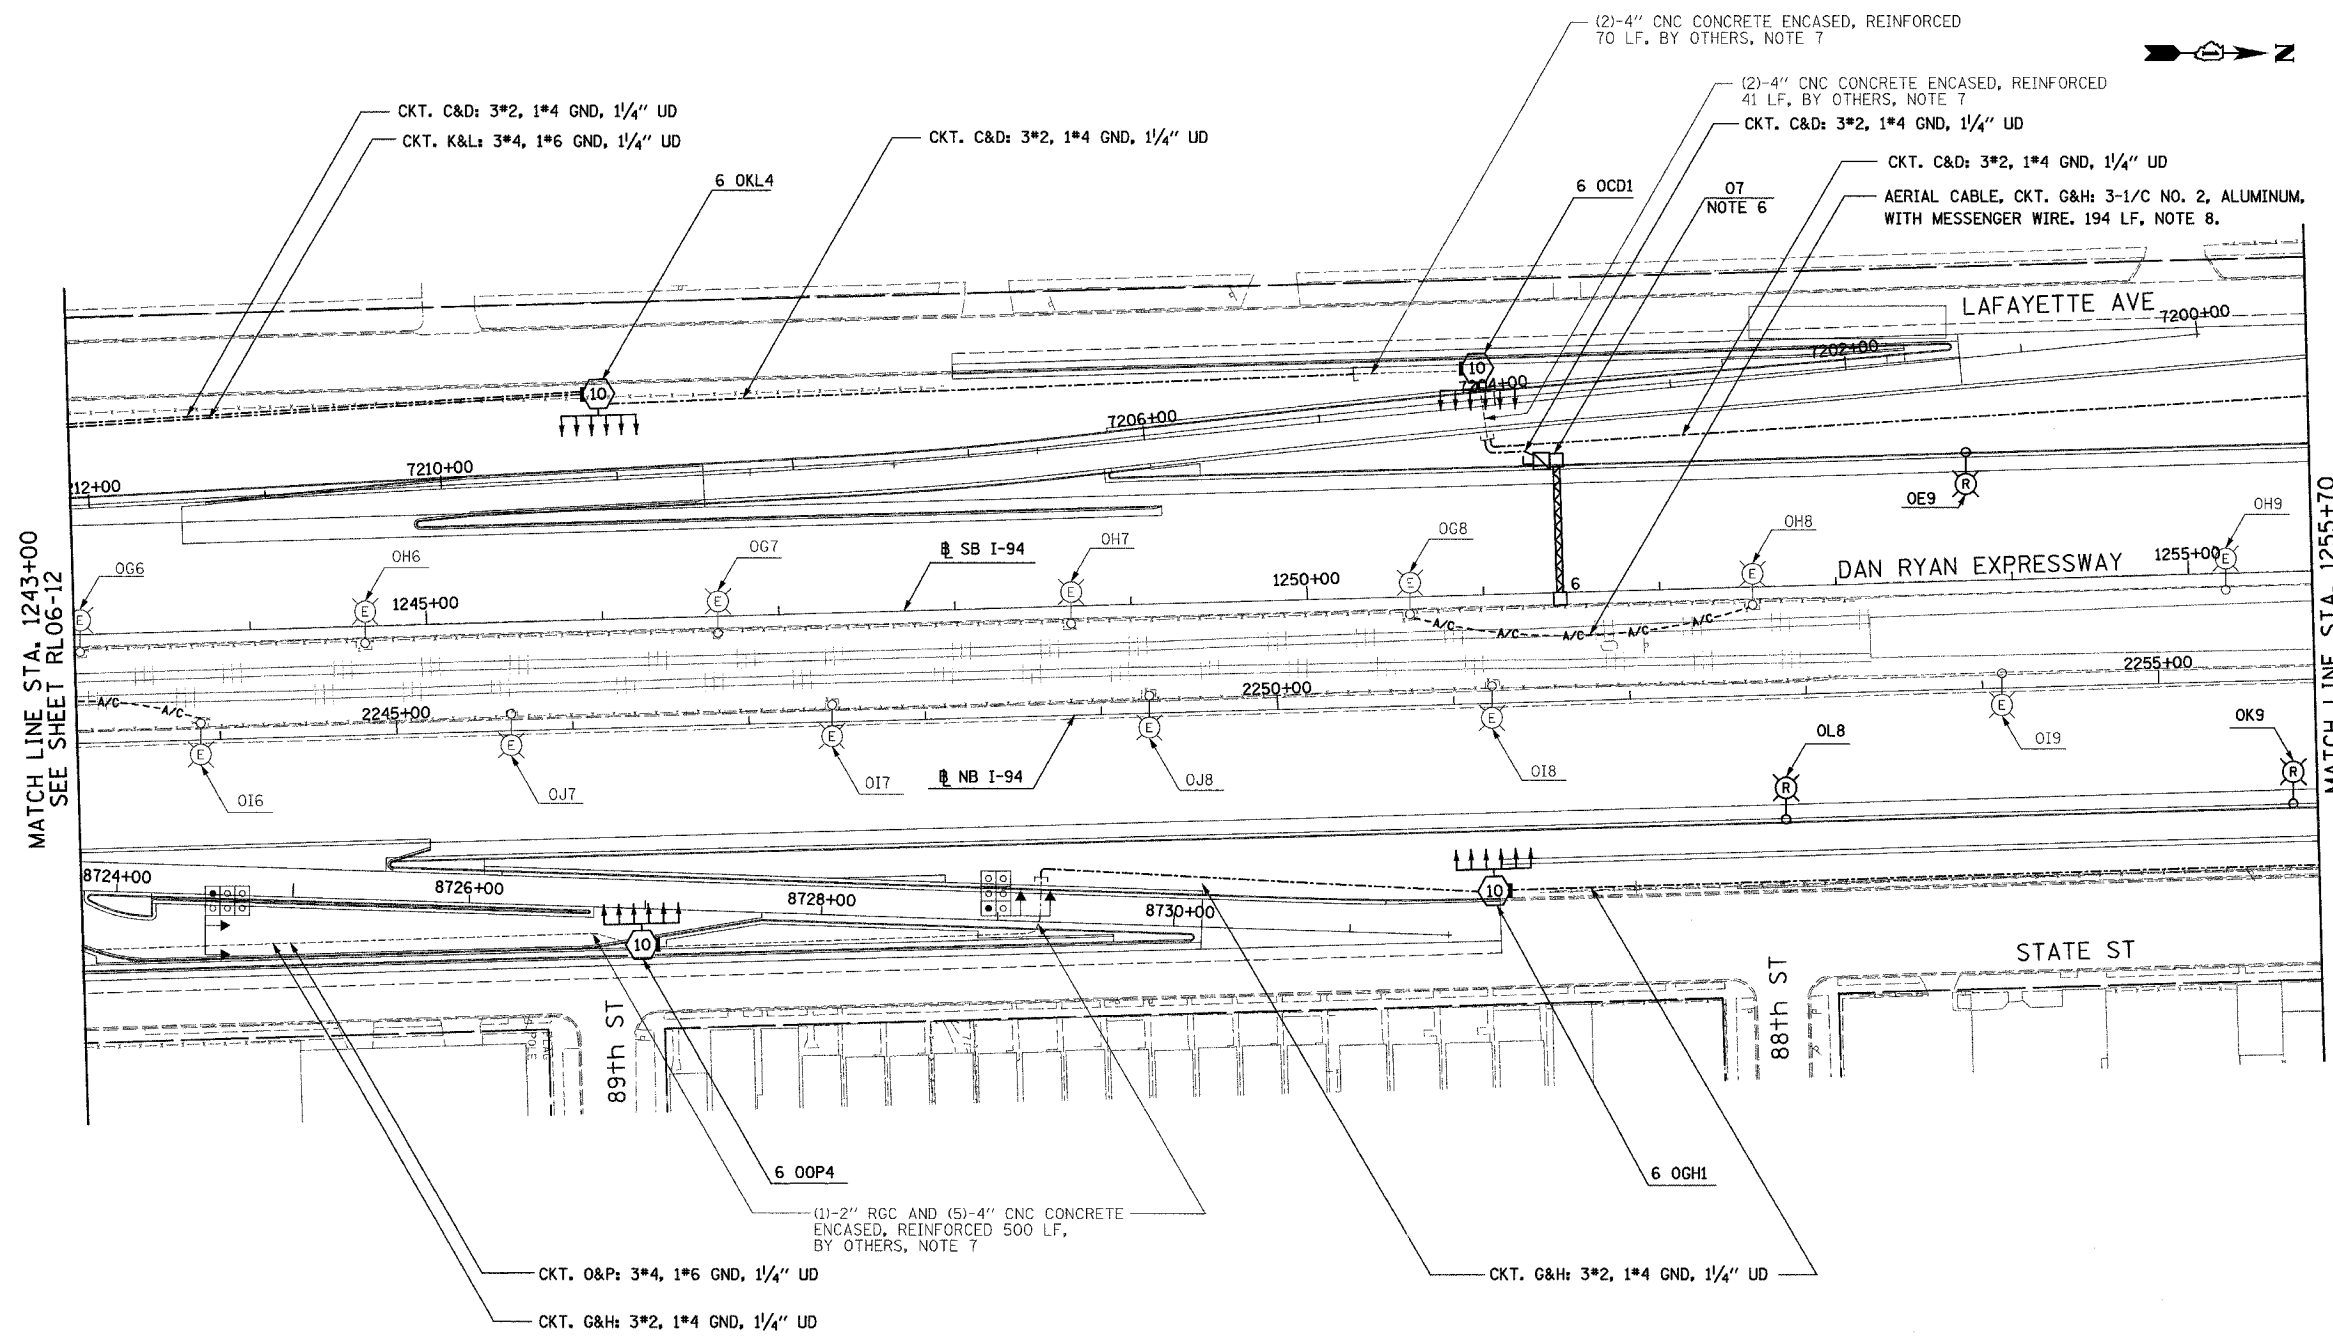 (2)-4" CNC CONCRETE ENCASED, REINFORCED
70 LF, BY OTHERS, NOTE 7
N
(2)-4" CNC CONCRETE ENCASED, REINFORCED
41 LF, BY OTHERS, NOTE 7
CKT. C&D: 3#2, 1#4 GND, 1¼" UD
CKT. K&L: 3#4, 1#6 GND, 1¼" UD
CKT. C&D: 3#2, 1#4 GND, 1¼" UD
CKT. C&D: 3#2, 1#4 GND, 1¼" UD
CKT. C&D: 3#2, 1#4 GND, 1¼" UD
6 0KL4
6 0CD1
07
NOTE 6
AERIAL CABLE, CKT. G&H: 3-1/C NO. 2, ALUMINUM,
WITH MESSENGER WIRE. 194 LF, NOTE 8.
LAFAYETTE AVE
7200+00
7202+00
10
10
7204+00
7206+00
7210+00
212+00
0E9
R
MATCH LINE STA. 1243+00
SEE SHEET RL06-12
MATCH LINE STA. 1255+70
0G6
0H6
0G7
℄ SB I-94
0H7
0G8
0H8
0H9
E
E
E
E
E
E
E
1245+00
1250+00
6
DAN RYAN EXPRESSWAY
1255+00
A/C
A/C
A/C
A/C
A/C
A/C
A/C
2245+00
2250+00
2255+00
E
E
E
E
E
E
0I6
0J7
0I7
℄ NB I-94
0J8
0I8
0I9
0L8
0K9
R
R
8724+00
8726+00
8728+00
8730+00
10
10
STATE ST
89th ST
88th ST
FLAG
POLE
6 0OP4
6 0GH1
(1)-2" RGC AND (5)-4" CNC CONCRETE
ENCASED, REINFORCED 500 LF,
BY OTHERS, NOTE 7
CKT. O&P: 3#4, 1#6 GND, 1¼" UD
CKT. G&H: 3#2, 1#4 GND, 1¼" UD
CKT. G&H: 3#2, 1#4 GND, 1¼" UD